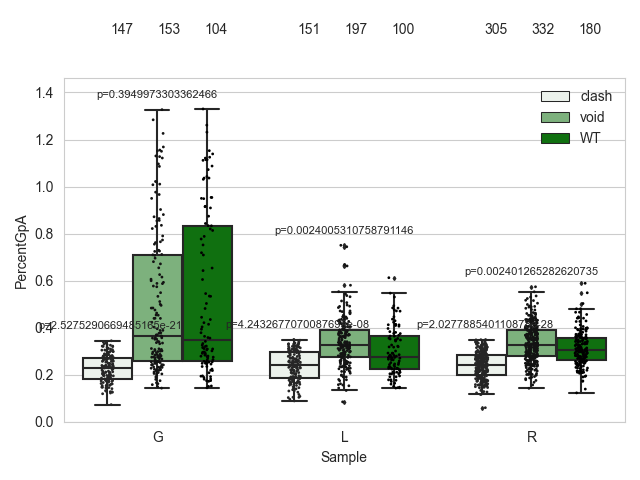 147 153 104 151 197 100 305 332 180
1.4
p=0.3949973303362466
clash
void
WT
1.2
1.0
0.8
p=0.0024005310758791146
0.6
p=0.002401265282620735
0.4
0.2
0.0
PercentGpA
G L R
Sample